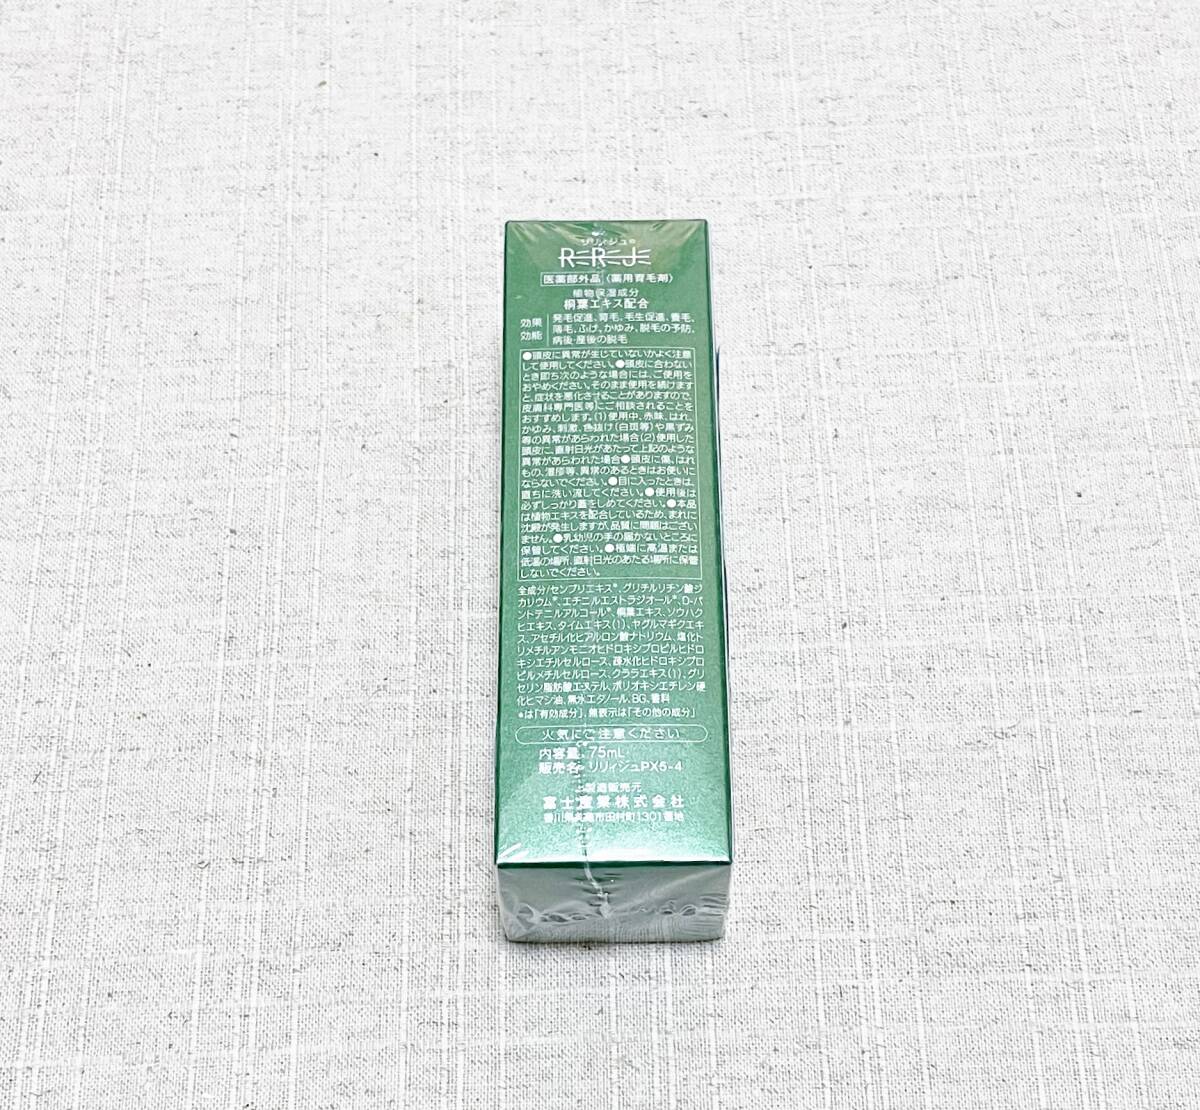 リリィジュ®
REREJE
医薬部外品〈薬用育毛剤〉
植物保湿成分
桐葉エキス配合
効果 効能
発毛促進、育毛、毛生促進、養毛、
薄毛、ふけ、かゆみ、脱毛の予防、
病後・産後の脱毛
●頭皮に異常が生じていないかよく注意
して使用してください。●頭皮に合わない
とき即ち次のような場合には、ご使用を
おやめください。そのまま使用を続けます
と、症状を悪化させることがありますので、
皮膚科専門医等にご相談されることを
おすすめします。(1)使用中、赤味、はれ、
かゆみ、刺激、色抜け(白斑等)や黒ずみ
等の異常があらわれた場合(2)使用した
頭皮に、直射日光があたって上記のような
異常があらわれた場合●頭皮に傷、はれ
もの、湿疹等、異常のあるときはお使いに
ならないでください。●目に入ったときは、
直ちに洗い流してください。●使用後は
必ずしっかり蓋をしめてください。●本品
は植物エキスを配合しているため、まれに
沈殿が発生しますが、品質に問題はござい
ません。●乳幼児の手の届かないところに
保管してください。●極端に高温または
低温の場所、直射日光のあたる場所に保管
しないでください。
全成分/センブリエキス*、グリチルリチン酸ジ
カリウム*、エチニルエストラジオール*、D-パ
ントテニルアルコール*、桐葉エキス、ソウハク
ヒエキス、タイムエキス(1)、ヤグルマギクエキ
ス、アセチル化ヒアルロン酸ナトリウム、塩化ト
リメチルアンモニオヒドロキシプロピルヒドロ
キシエチルセルロース、疎水化ヒドロキシプロ
ピルメチルセルロース、クララエキス(1)、グリ
セリン脂肪酸エステル、ポリオキシエチレン硬
化ヒマシ油、無水エタノール、BG、香料
*は「有効成分」、無表示は「その他の成分」
火気にご注意ください
内容量 75mL
販売名 リリィジュPX5-4
製造販売元
富士産業株式会社
香川県丸亀市田村町1301番地